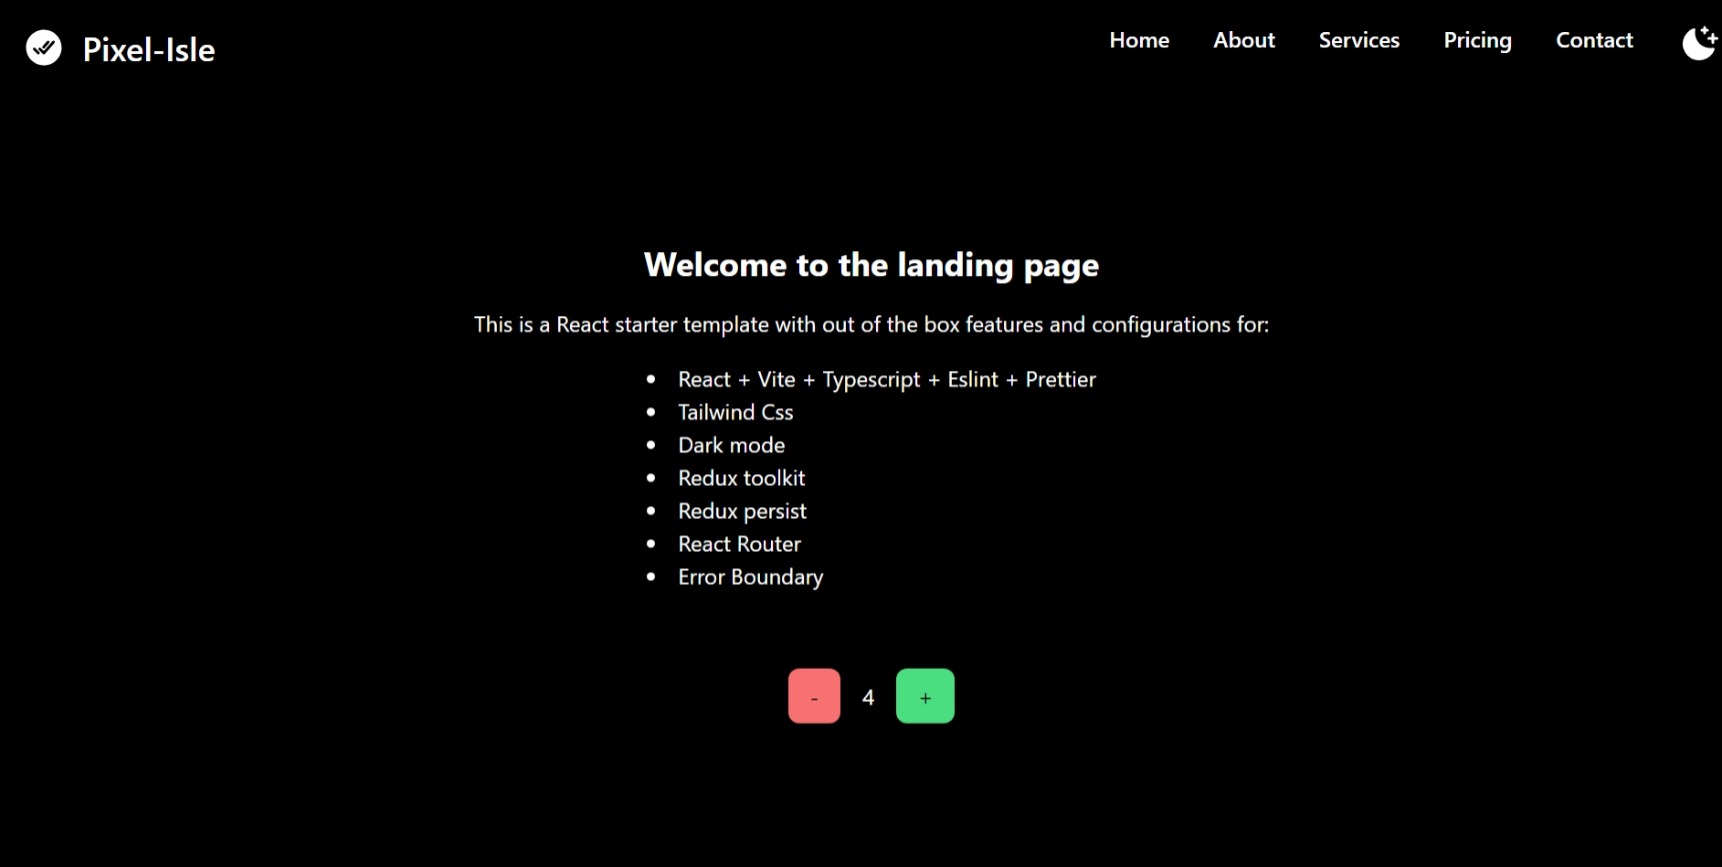 Pixel-Isle
Home About Services Pricing Contact
Welcome to the landing page
This is a React starter template with out of the box features and configurations for:
React + Vite + Typescript + Eslint + Prettier
Tailwind Css
Dark mode
Redux toolkit
Redux persist
React Router
Error Boundary
- 4 +